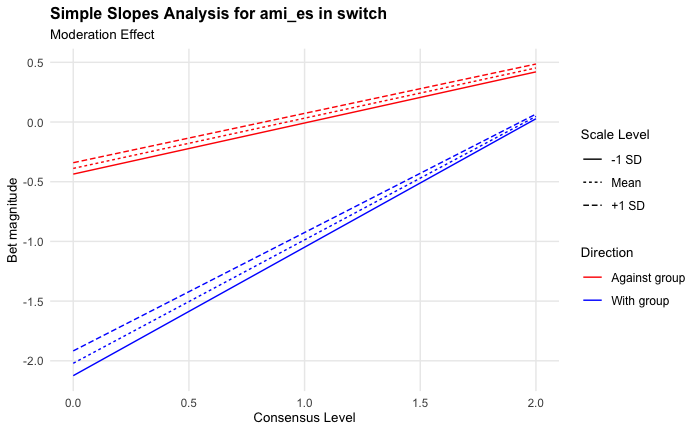 Simple Slopes Analysis for ami_es in switch
Moderation Effect
Bet magnitude
0.5
0.0
-0.5
-1.0
-1.5
-2.0
0.0 0.5 1.0 1.5 2.0
Consensus Level
Scale Level
-1 SD
Mean
+1 SD
Direction
Against group
With group